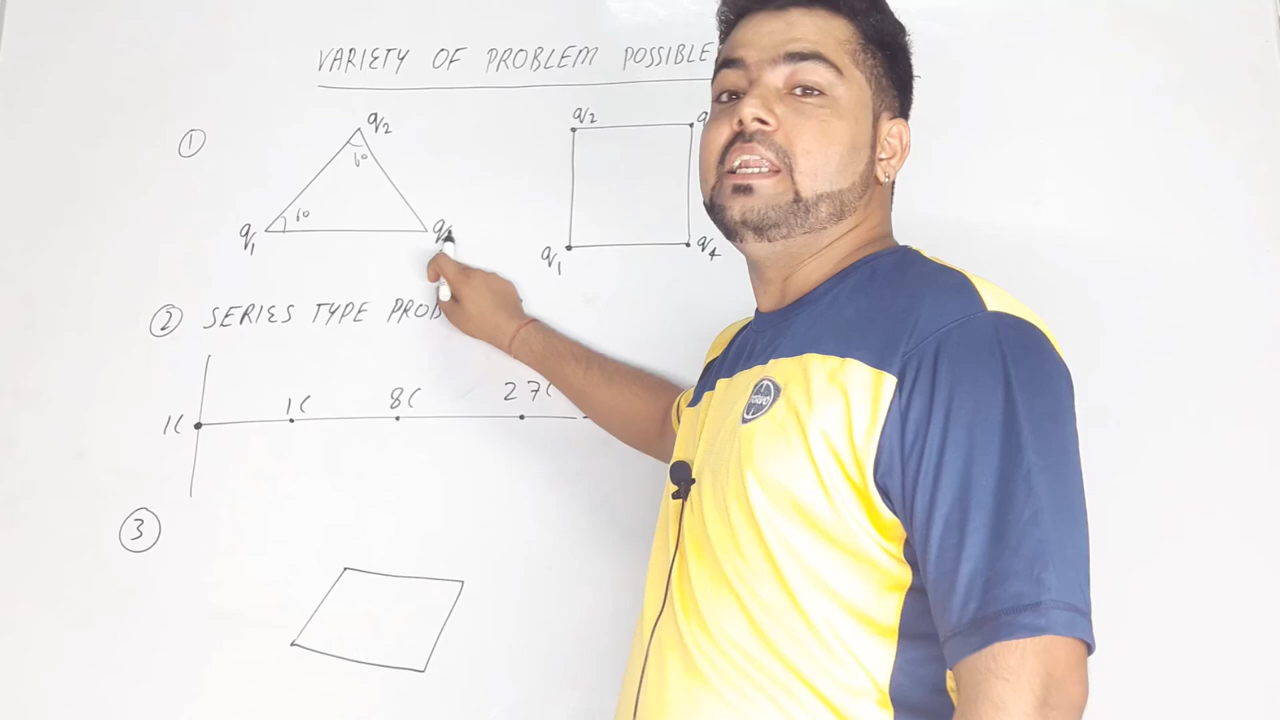 VARIETY OF PROBLEM POSSIBLE
①
q2
60
60
q1
q2
q1
q4
② SERIES TYPE
1C
1C
8C
27C
③